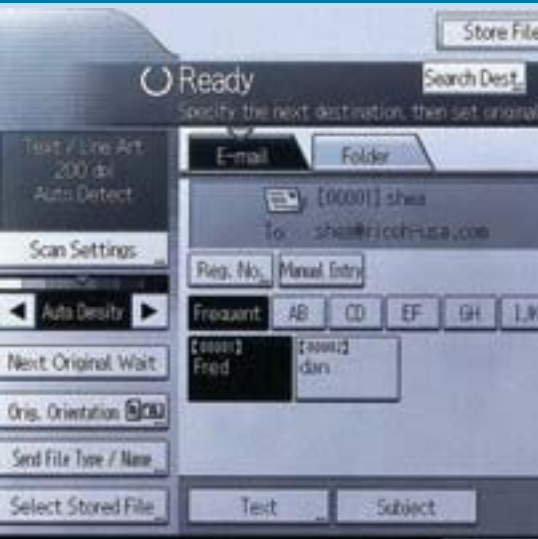 Store File
Ready
Search Dest.
Specify the next destination, then set original
Text / Line Art
200 dpi
Auto Detect
E-mail
Folder
[00001] shea
To shea@ricoh-usa.com
Scan Settings
Reg. No.
Manual Entry
Auto Density
Frequent
AB
CD
EF
GH
IJK
[00001]
Fred
[00002]
dan
Next Original Wait
Orig. Orientation
Send File Type / Name
Select Stored File
Text
Subject